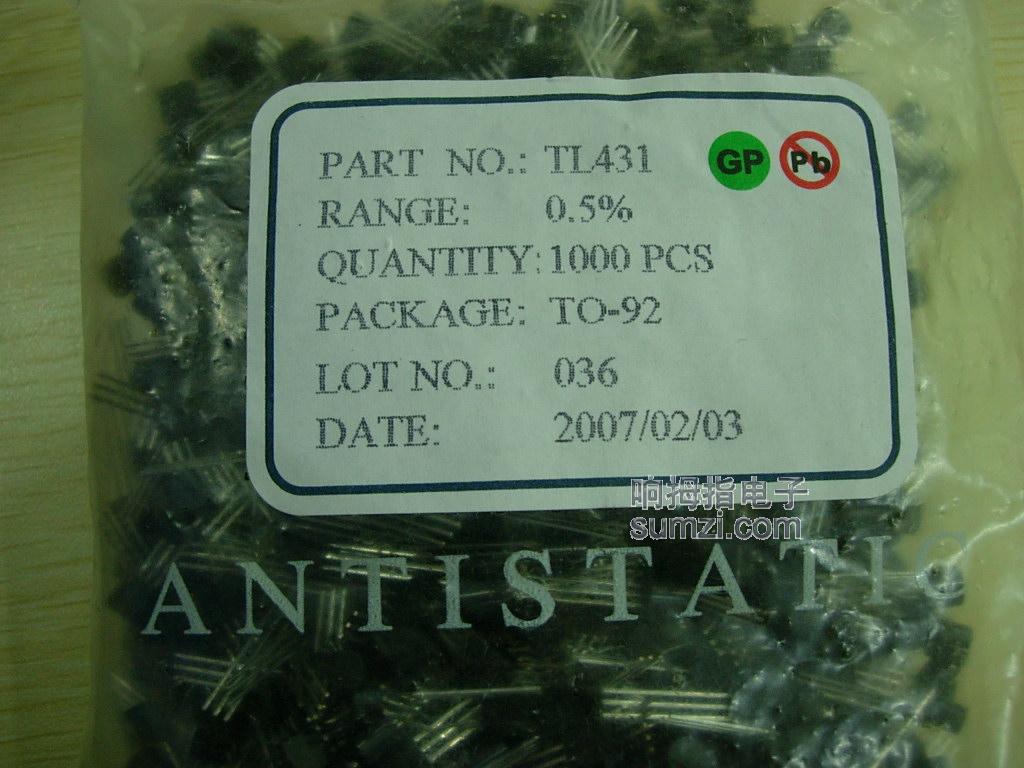 PART NO.: TL431
GP
Pb
RANGE: 0.5%
QUANTITY: 1000 PCS
PACKAGE: TO-92
LOT NO.: 036
DATE: 2007/02/03
响拇指电子
sumzi.com
ANTISTATIC